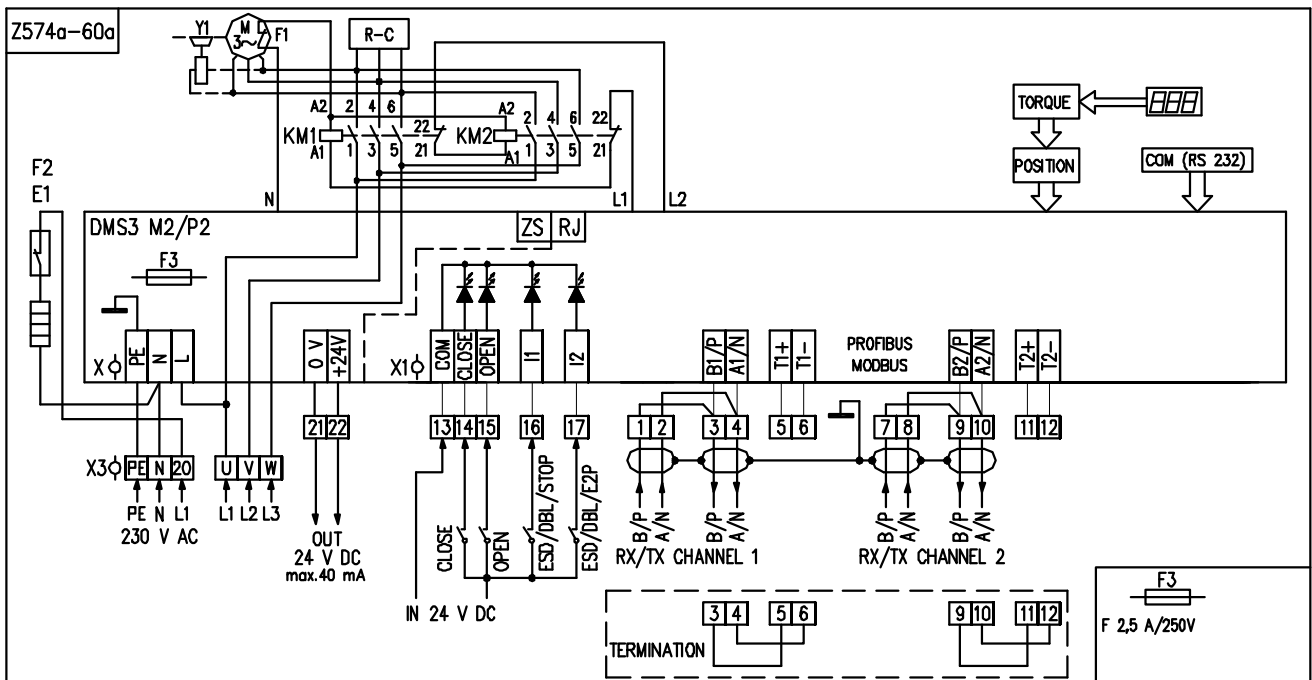 Z574a-60a
Y1
M
3~
F1
R-C
A2 2 4 6
KM1
A1 1 3 5
22
21
A2 2 4 6 22
KM2
A1 1 3 5 21
TORQUE
POSITION
COM (RS 232)
F2
E1
N
L1
L2
DMS3 M2/P2
ZS RJ
F3
X
PE N L
0 V +24V
X1
COM CLOSE OPEN I1 I2
B1/P A1/N T1+ T1-
PROFIBUS
MODBUS
B2/P A2/N T2+ T2-
21 22
13 14 15 16 17
1 2 3 4 5 6
7 8 9 10 11 12
X3
PE N 20
U V W
PE N L1
230 V AC
L1 L2 L3
OUT
24 V DC
max.40 mA
CLOSE
OPEN
ESD/DBL/STOP
ESD/DBL/E2P
IN 24 V DC
B/P A/N B/P A/N
RX/TX CHANNEL 1
B/P A/N B/P A/N
RX/TX CHANNEL 2
TERMINATION
3 4 5 6
9 10 11 12
F3
F 2,5 A/250V